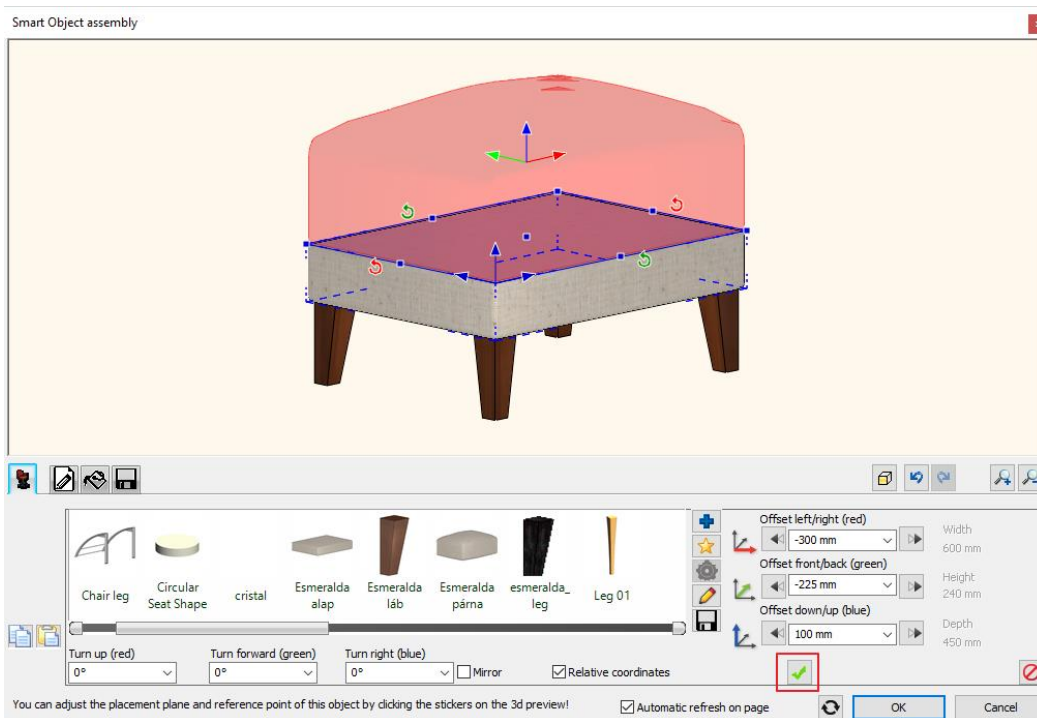 Smart Object assembly
Offset left/right (red)
-300 mm
Width
600 mm
Offset front/back (green)
-225 mm
Height
240 mm
Offset down/up (blue)
100 mm
Depth
450 mm
Chair leg
Circular
Seat Shape
cristal
Esmeralda
alap
Esmeralda
láb
Esmeralda
párna
esmeralda_
leg
Leg 01
Turn up (red)
0°
Turn forward (green)
0°
Turn right (blue)
0°
Mirror
Relative coordinates
You can adjust the placement plane and reference point of this object by clicking the stickers on the 3d preview!
Automatic refresh on page
OK
Cancel